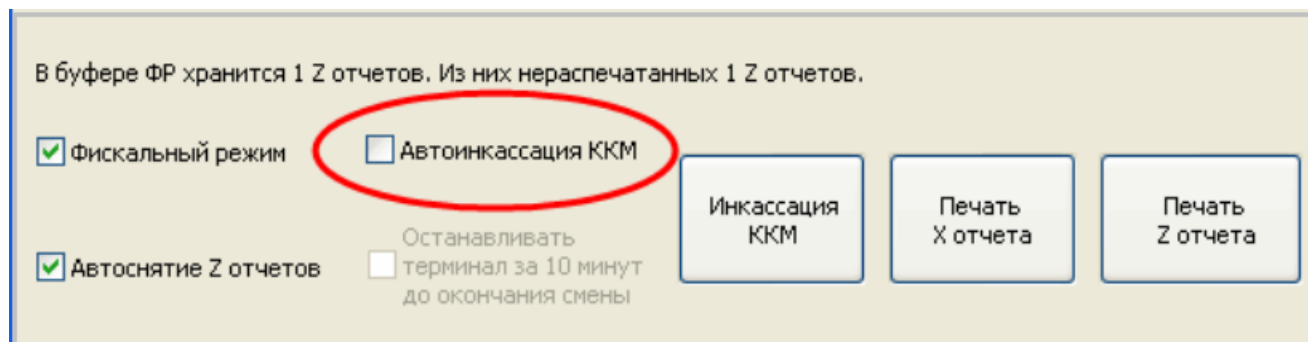 В буфере ФР хранится 1 Z отчетов. Из них нераспечатанных 1 Z отчетов.
Фискальный режим
Автоинкассация ККМ
Автоснятие Z отчетов
Останавливать
терминал за 10 минут
до окончания смены
Инкассация
ККМ
Печать
X отчета
Печать
Z отчета